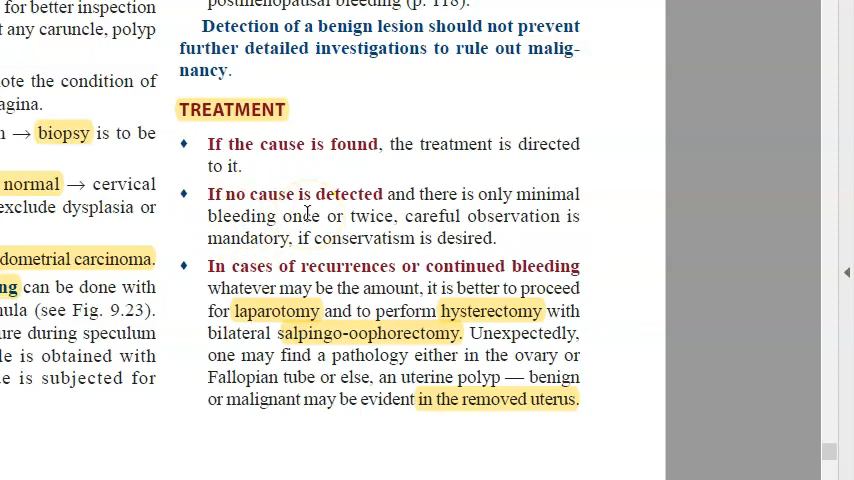 for better inspection
t any caruncle, polyp
ote the condition of
agina.
n → biopsy is to be
normal → cervical
exclude dysplasia or
dometrial carcinoma.
ng can be done with
nula (see Fig. 9.23).
ure during speculum
le is obtained with
e is subjected for
postmenopausal bleeding (p. 118).
Detection of a benign lesion should not prevent
further detailed investigations to rule out malig-
nancy.
TREATMENT
♦ If the cause is found, the treatment is directed
to it.
♦ If no cause is detected and there is only minimal
bleeding once or twice, careful observation is
mandatory, if conservatism is desired.
♦ In cases of recurrences or continued bleeding
whatever may be the amount, it is better to proceed
for laparotomy and to perform hysterectomy with
bilateral salpingo-oophorectomy. Unexpectedly,
one may find a pathology either in the ovary or
Fallopian tube or else, an uterine polyp — benign
or malignant may be evident in the removed uterus.